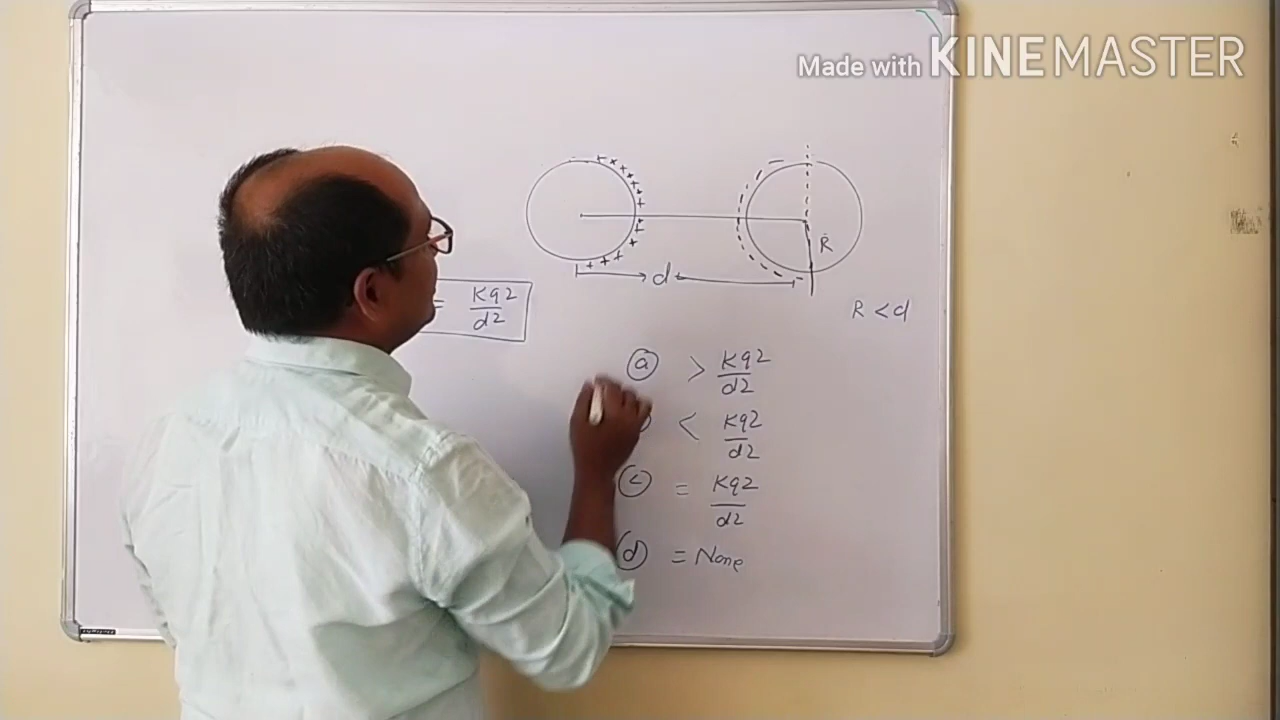 Made with KINEMASTER
+ + + + + + + + + + + +
- - - - - - - - - -
R
d
R < d
= Kq2
d2
a > Kq2
d2
< Kq2
d2
c = Kq2
d2
d = None